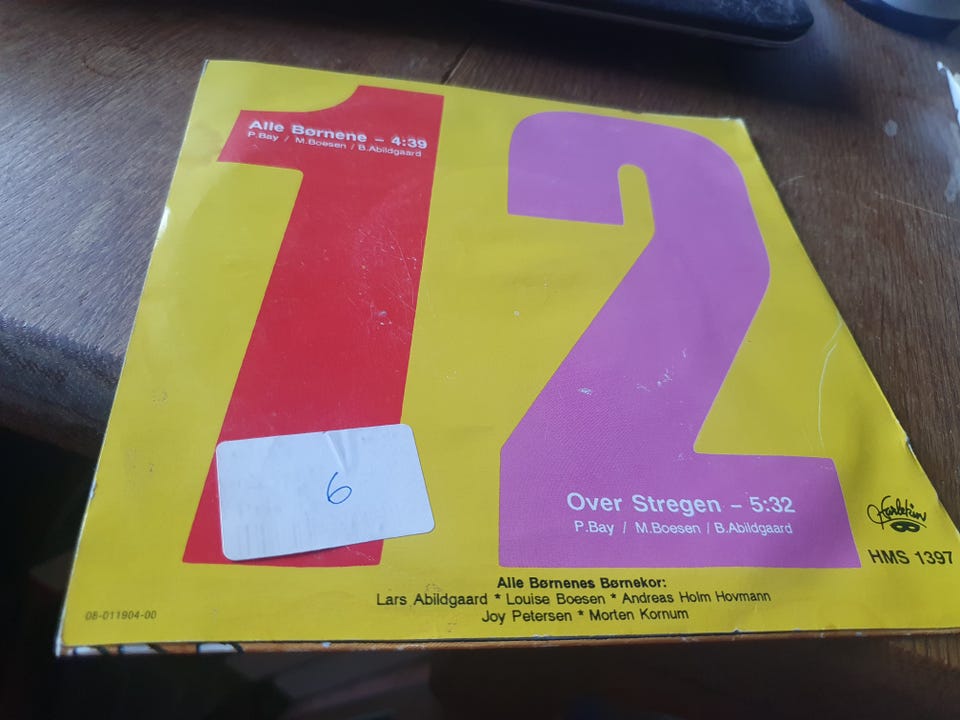 1
Alle Børnene – 4:39
P.Bay / M.Boesen / B.Abildgaard
2
6
Over Stregen – 5:32
P.Bay / M.Boesen / B.Abildgaard
Harlekin
HMS 1397
Alle Børnenes Børnekor:
Lars Abildgaard * Louise Boesen * Andreas Holm Hovmann
Joy Petersen * Morten Kornum
08-011904-00